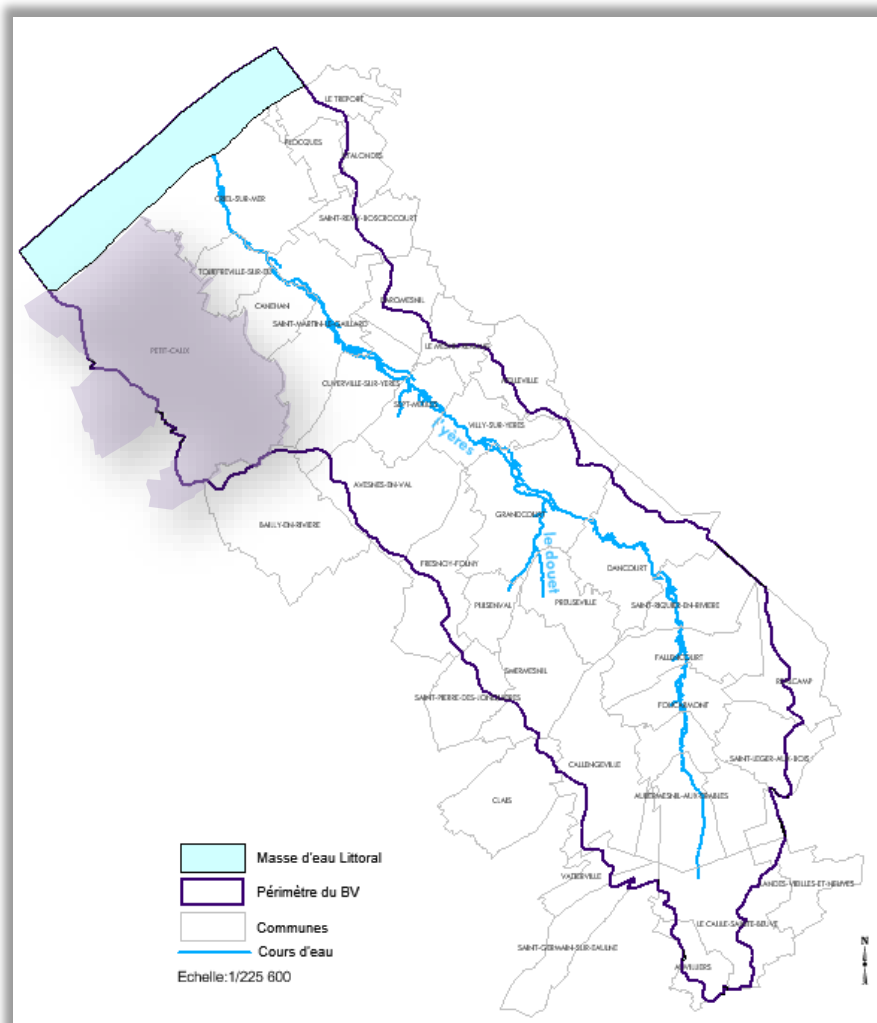 LE TREPORT
FLOCQUES
ETALONDES
CRIEL-SUR-MER
SAINT-REMY-BOSCROCOURT
TOUFFREVILLE-SUR-EU
CANEHAN
BAROMESNIL
SAINT-MARTIN-LE-GAILLARD
PETIT-CAUX
CUVERVILLE-SUR-YERES
MELLEVILLE
SEPT-MEULES
VILLY-SUR-YERES
l'yères
AVESNES-EN-VAL
GRANDCOURT
BAILLY-EN-RIVIERE
le douet
FRESNOY-FOLNY
DANCOURT
PUISENVAL
PREUSEVILLE
SAINT-RIQUIER-EN-RIVIERE
FALLENCOURT
SMERMESNIL
REALCAMP
SAINT-PIERRE-DES-JONQUIERES
FOUCARMONT
SAINT-LEGER-AUX-BOIS
CALLENGEVILLE
CLAIS
AUBERMESNIL-AUX-ERABLES
VATIERVILLE
LANDES-VIEILLES-ET-NEUVES
LE CAULE-SAINTE-BEUVE
SAINT-GERMAIN-SUR-EAULNE
Masse d'eau Littoral
Périmètre du BV
Communes
Cours d'eau
Echelle:1/225 600
N